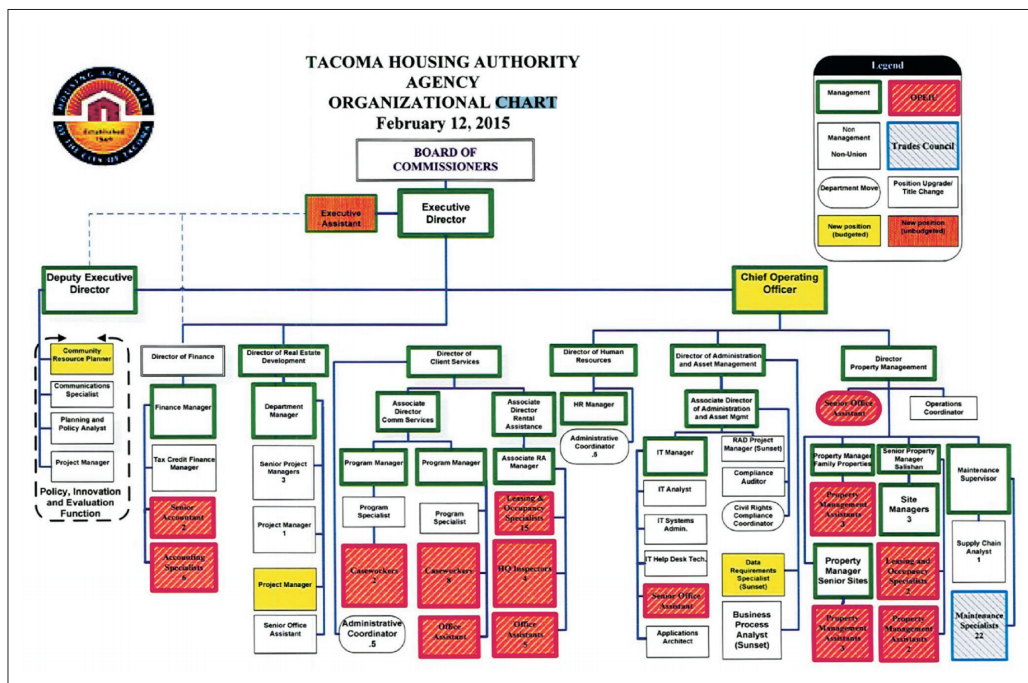 HOUSING AUTHORITY
OF THE CITY OF TACOMA
Established
1940
TACOMA HOUSING AUTHORITY
AGENCY
ORGANIZATIONAL CHART
February 12, 2015
Legend
Management
OPEIU
Non
Management
Non-Union
Trades Council
Department Move
Position Upgrade/
Title Change
New position
(budgeted)
New position
(unbudgeted)
BOARD OF
COMMISSIONERS
Executive
Assistant
Executive
Director
Deputy Executive
Director
Chief Operating
Officer
Community
Resource Planner
Communications
Specialist
Planning and
Policy Analyst
Project Manager
Policy, Innovation
and Evaluation
Function
Director of Finance
Finance Manager
Tax Credit Finance
Manager
Senior
Accountant
2
Accounting
Specialists
6
Director of Real Estate
Development
Department
Manager
Senior Project
Managers
3
Project Manager
1
Project Manager
Senior Office
Assistant
Director of
Client Services
Associate
Director
Comm Services
Associate
Director
Rental
Assistance
Program Manager
Program Manager
Associate RA
Manager
Program
Specialist
Program
Specialist
Leasing &
Occupancy
Specialists
15
Caseworkers
2
Caseworkers
8
HQ Inspectors
4
Administrative
Coordinator
.5
Office
Assistant
Office
Assistants
5
Director of Human
Resources
HR Manager
Administrative
Coordinator
.5
Director of Administration
and Asset Management
Associate Director
of Administration
and Asset Mgmt
IT Manager
IT Analyst
IT Systems
Admin.
IT Help Desk Tech.
Senior Office
Assistant
Applications
Architect
RAD Project
Manager (Sunset)
Compliance
Auditor
Civil Rights
Compliance
Coordinator
Data
Requirements
Specialist
(Sunset)
Business
Process
Analyst
(Sunset)
Director
Property Manageement
Senior Office
Assistant
Operations
Coordinator
Property Manager
Family Properties
Senior Property
Manager
Salishan
Maintenance
Supervisor
Property
Management
Assistants
3
Site
Managers
3
Supply Chain
Analyst
1
Property
Manager
Senior Sites
Leasing and
Occupancy
Specialists
2
Property
Management
Assistants
3
Property
Management
Assistants
2
Maintenance
Specialists
22